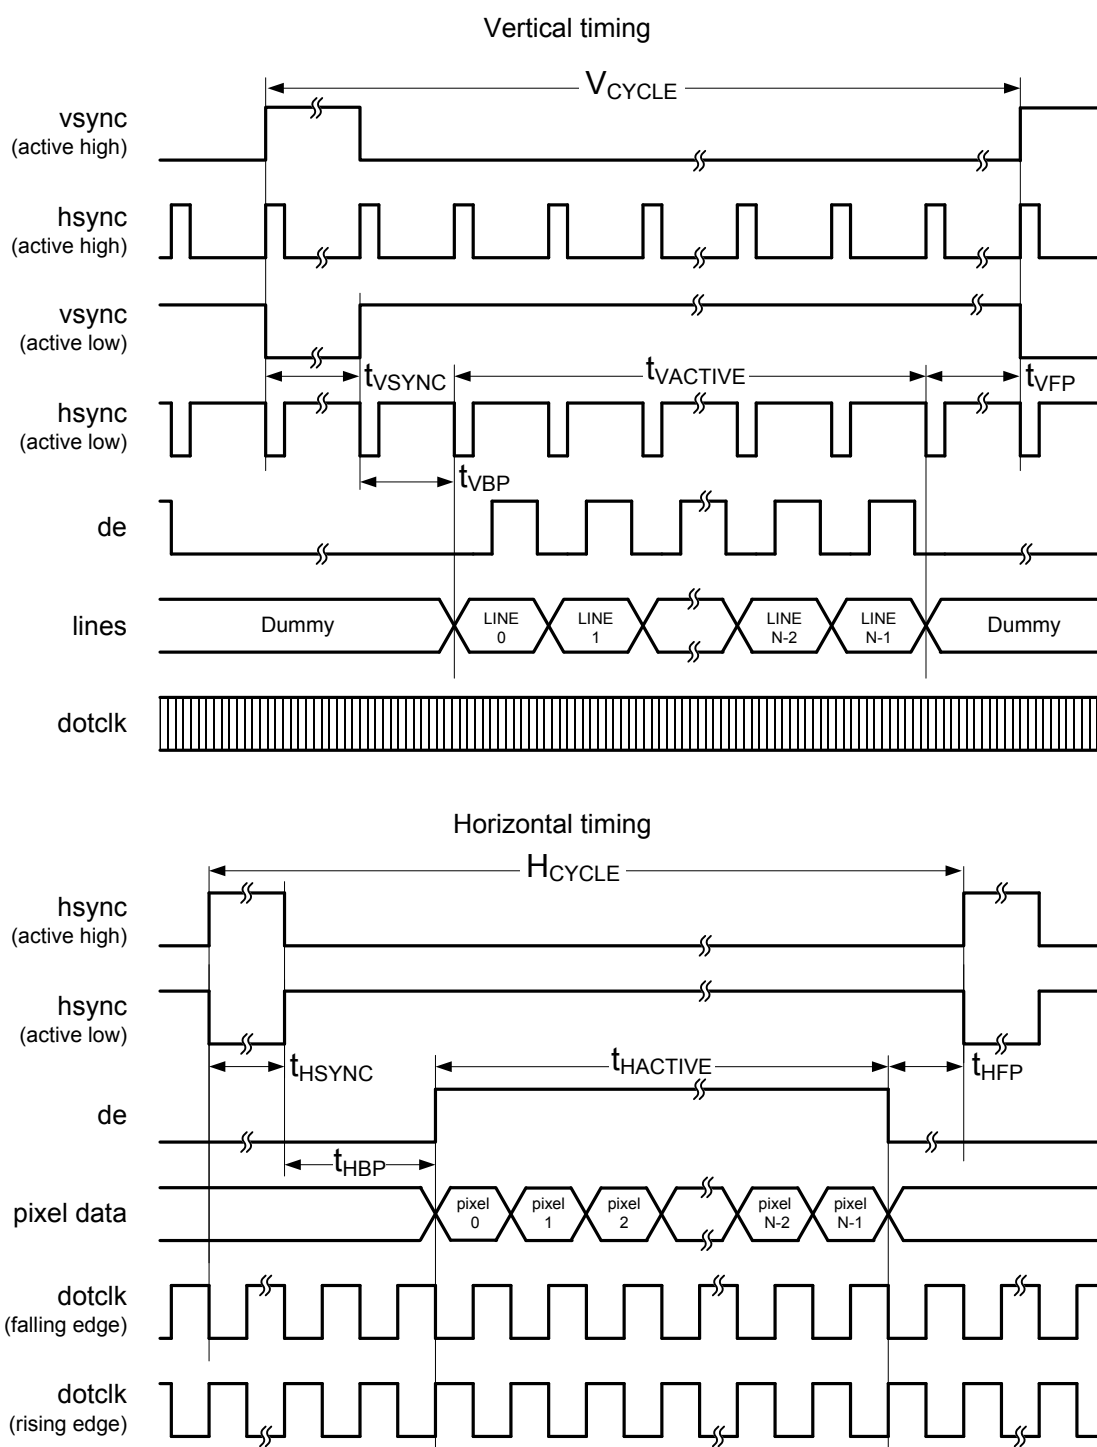 Vertical timing
VCYCLE
vsync
(active high)
hsync
(active high)
vsync
(active low)
tVSYNC
tVACTIVE
tVFP
hsync
(active low)
tVBP
de
lines
Dummy
LINE
0
LINE
1
LINE
N-2
LINE
N-1
Dummy
dotclk
Horizontal timing
HCYCLE
hsync
(active high)
hsync
(active low)
tHSYNC
tHACTIVE
tHFP
de
tHBP
pixel data
pixel
0
pixel
1
pixel
2
pixel
N-2
pixel
N-1
dotclk
(falling edge)
dotclk
(rising edge)